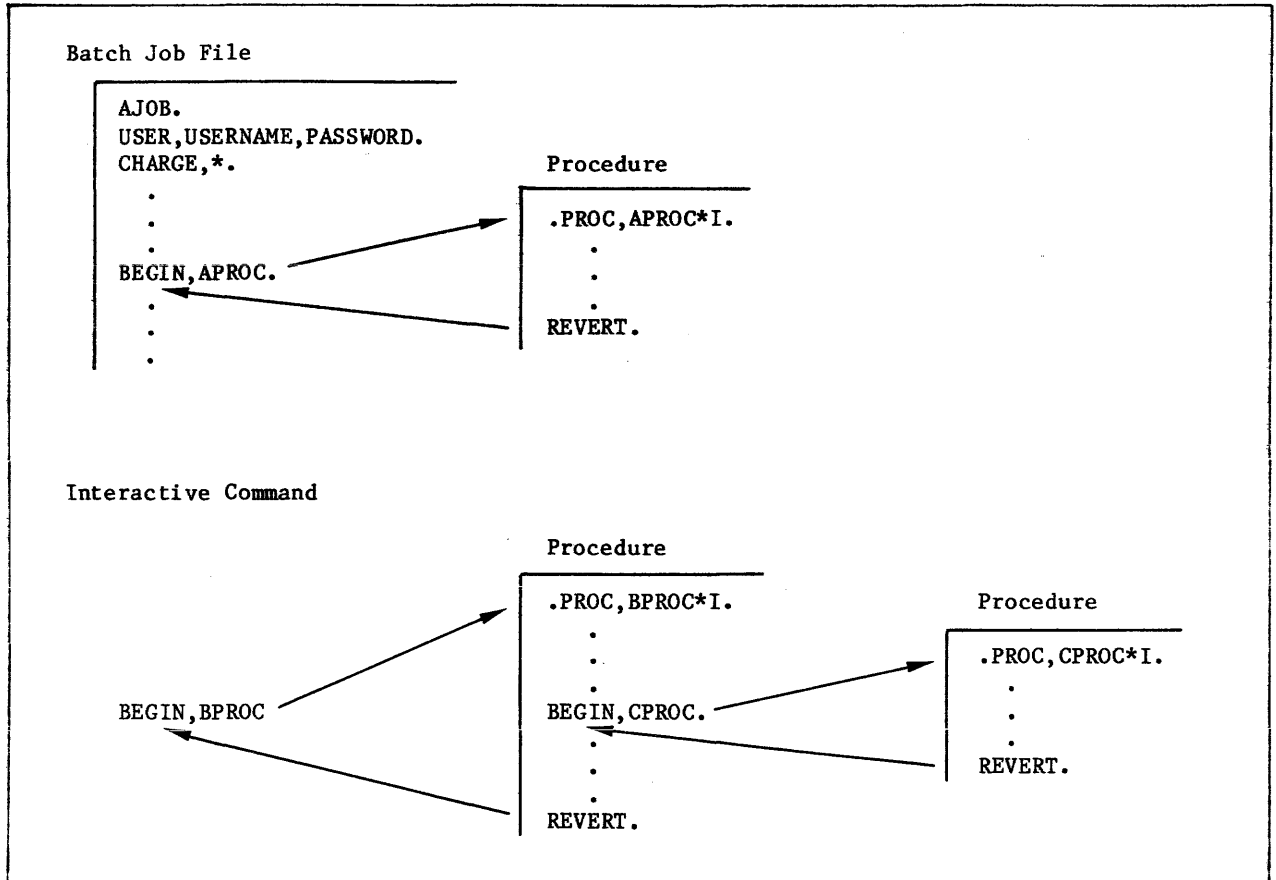 Batch Job File
AJOB.
USER,USERNAME,PASSWORD.
CHARGE,*.
.
.
.
BEGIN,APROC.
.
.
.
Procedure
.PROC,APROC*I.
.
.
.
REVERT.
Interactive Command
BEGIN,BPROC
Procedure
.PROC,BPROC*I.
.
.
.
BEGIN,CPROC.
.
.
.
REVERT.
Procedure
.PROC,CPROC*I.
.
.
.
REVERT.